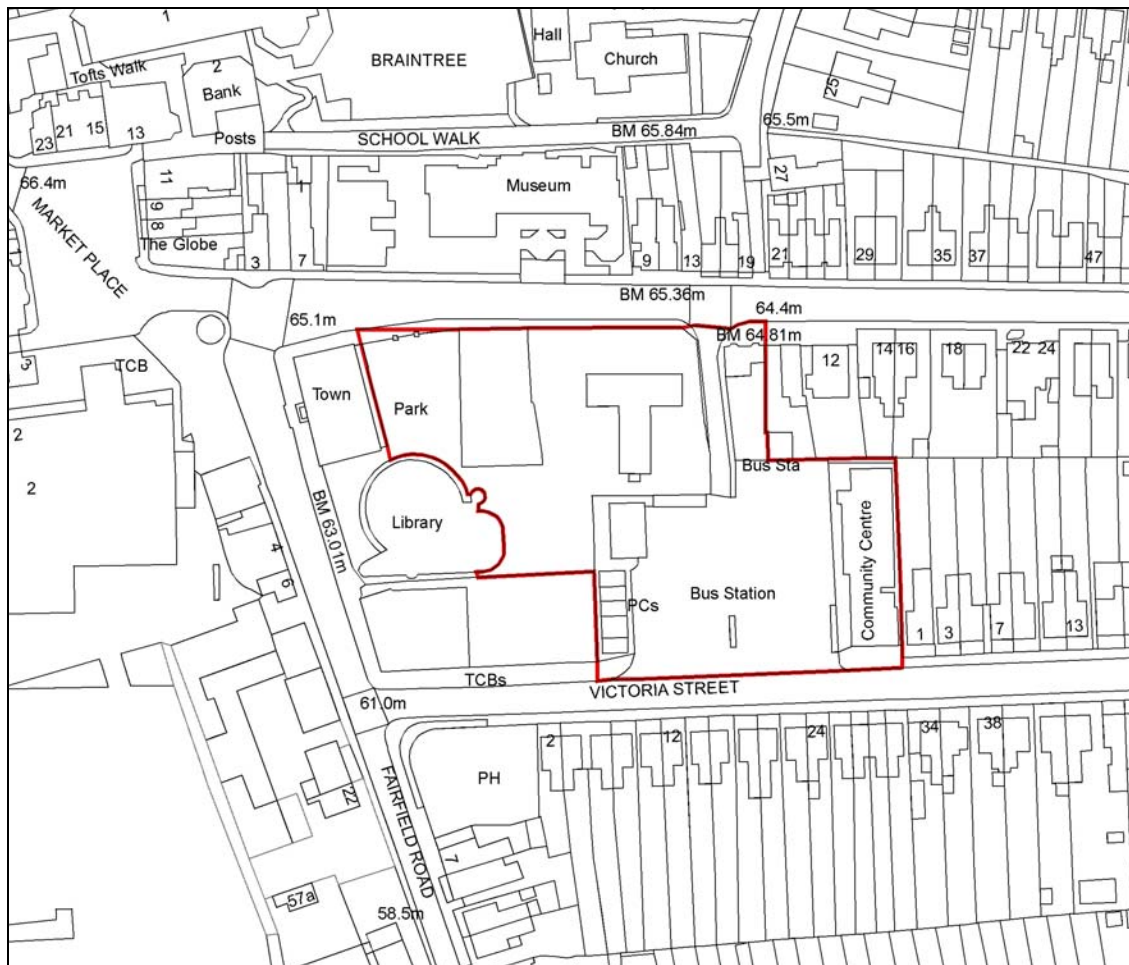 1
Hall
BRAINTREE
Church
Tofts Walk
2
Bank
25
23
21
15
13
Posts
SCHOOL WALK
BM 65.84m
65.5m
66.4m
11
1
Museum
27
9
8
MARKET PLACE
The Globe
3
7
9
13
19
21
29
35
37
47
1
BM 65.36m
65.1m
64.4m
BM 64.81m
3
TCB
Town
Park
12
14
16
18
22
24
2
2
Bus Sta
BM 63.01m
Library
4
6
PCs
Bus Station
Community Centre
1
3
7
13
TCBs
VICTORIA STREET
61.0m
2
12
24
34
38
PH
22
FAIRFIELD ROAD
7
57a
58.5m